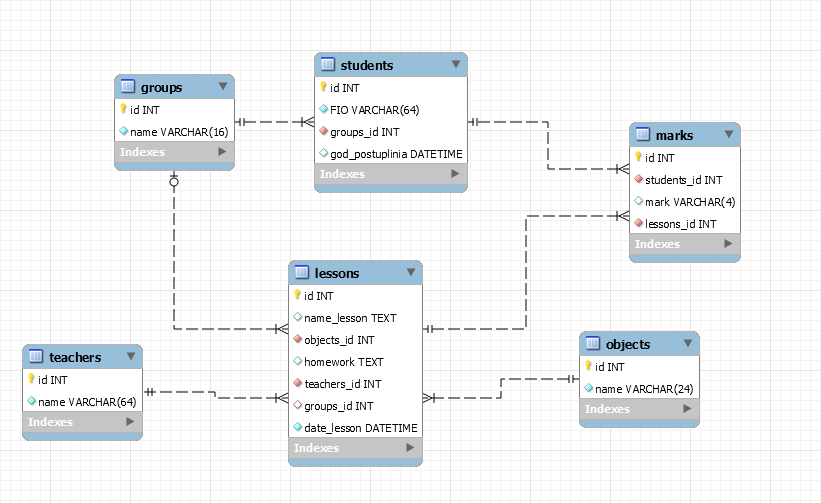 groups
id INT
name VARCHAR(16)
Indexes
students
id INT
FIO VARCHAR(64)
groups_id INT
god_postuplinia DATETIME
Indexes
marks
id INT
students_id INT
mark VARCHAR(4)
lessons_id INT
Indexes
lessons
id INT
name_lesson TEXT
objects_id INT
homework TEXT
teachers_id INT
groups_id INT
date_lesson DATETIME
Indexes
teachers
id INT
name VARCHAR(64)
Indexes
objects
id INT
name VARCHAR(24)
Indexes